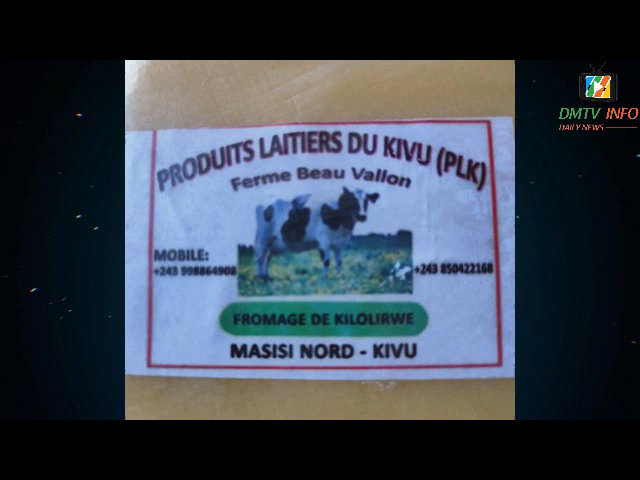 DMTV INFO
DAILY NEWS
PRODUITS LAITIERS DU KIVU (PLK)
Ferme Beau Vallon
MOBILE:
+243 998864908
+243 850422168
FROMAGE DE KILOLIRWE
MASISI NORD - KIVU